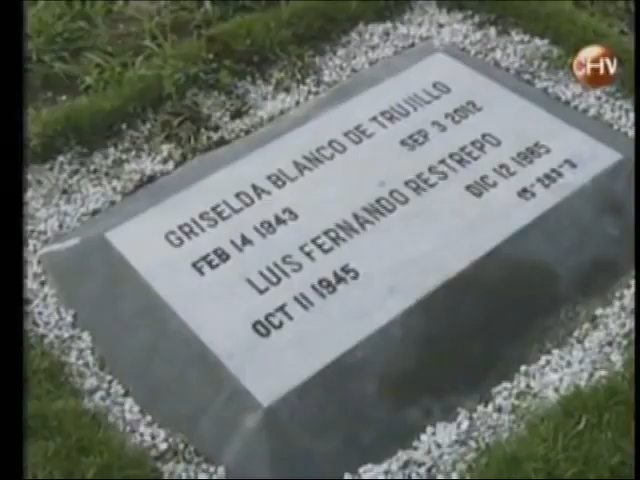 CHV
GRISELDA BLANCO DE TRUJILLO
FEB 14 1943 SEP 3 2012
LUIS FERNANDO RESTREPO
OCT 11 1945 DIC 12 1985